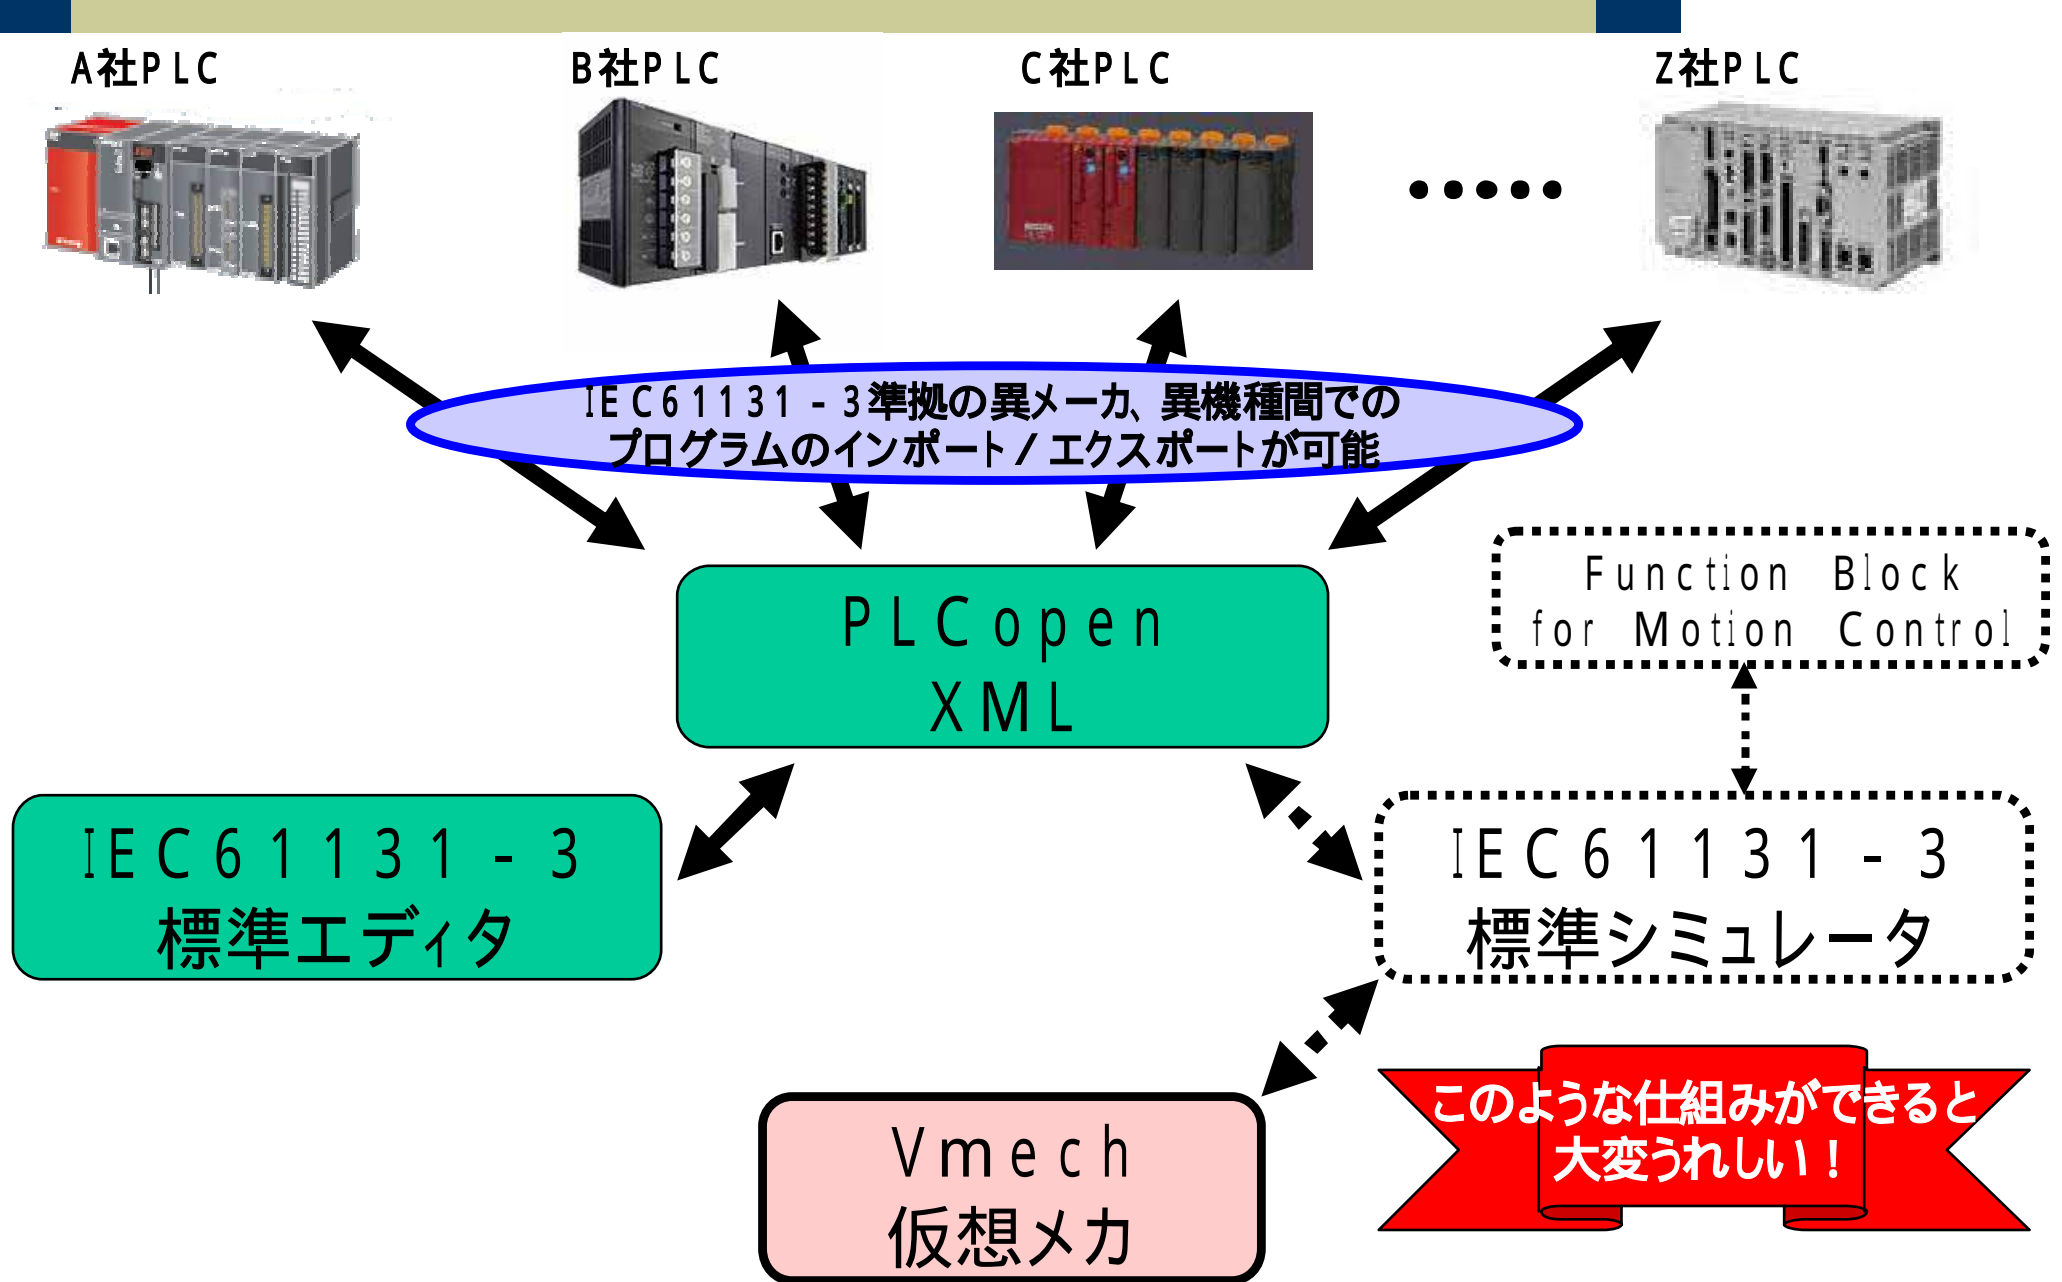 A社PLC
B社PLC
C社PLC
Z社PLC
IEC61131-3準拠の異メーカ、異機種間での
プログラムのインポート/エクスポートが可能
PLCopen
XML
Function Block
for Motion Control
IEC61131-3
標準エディタ
IEC61131-3
標準シミュレータ
Vmech
仮想メカ
このような仕組みができると
大変うれしい!